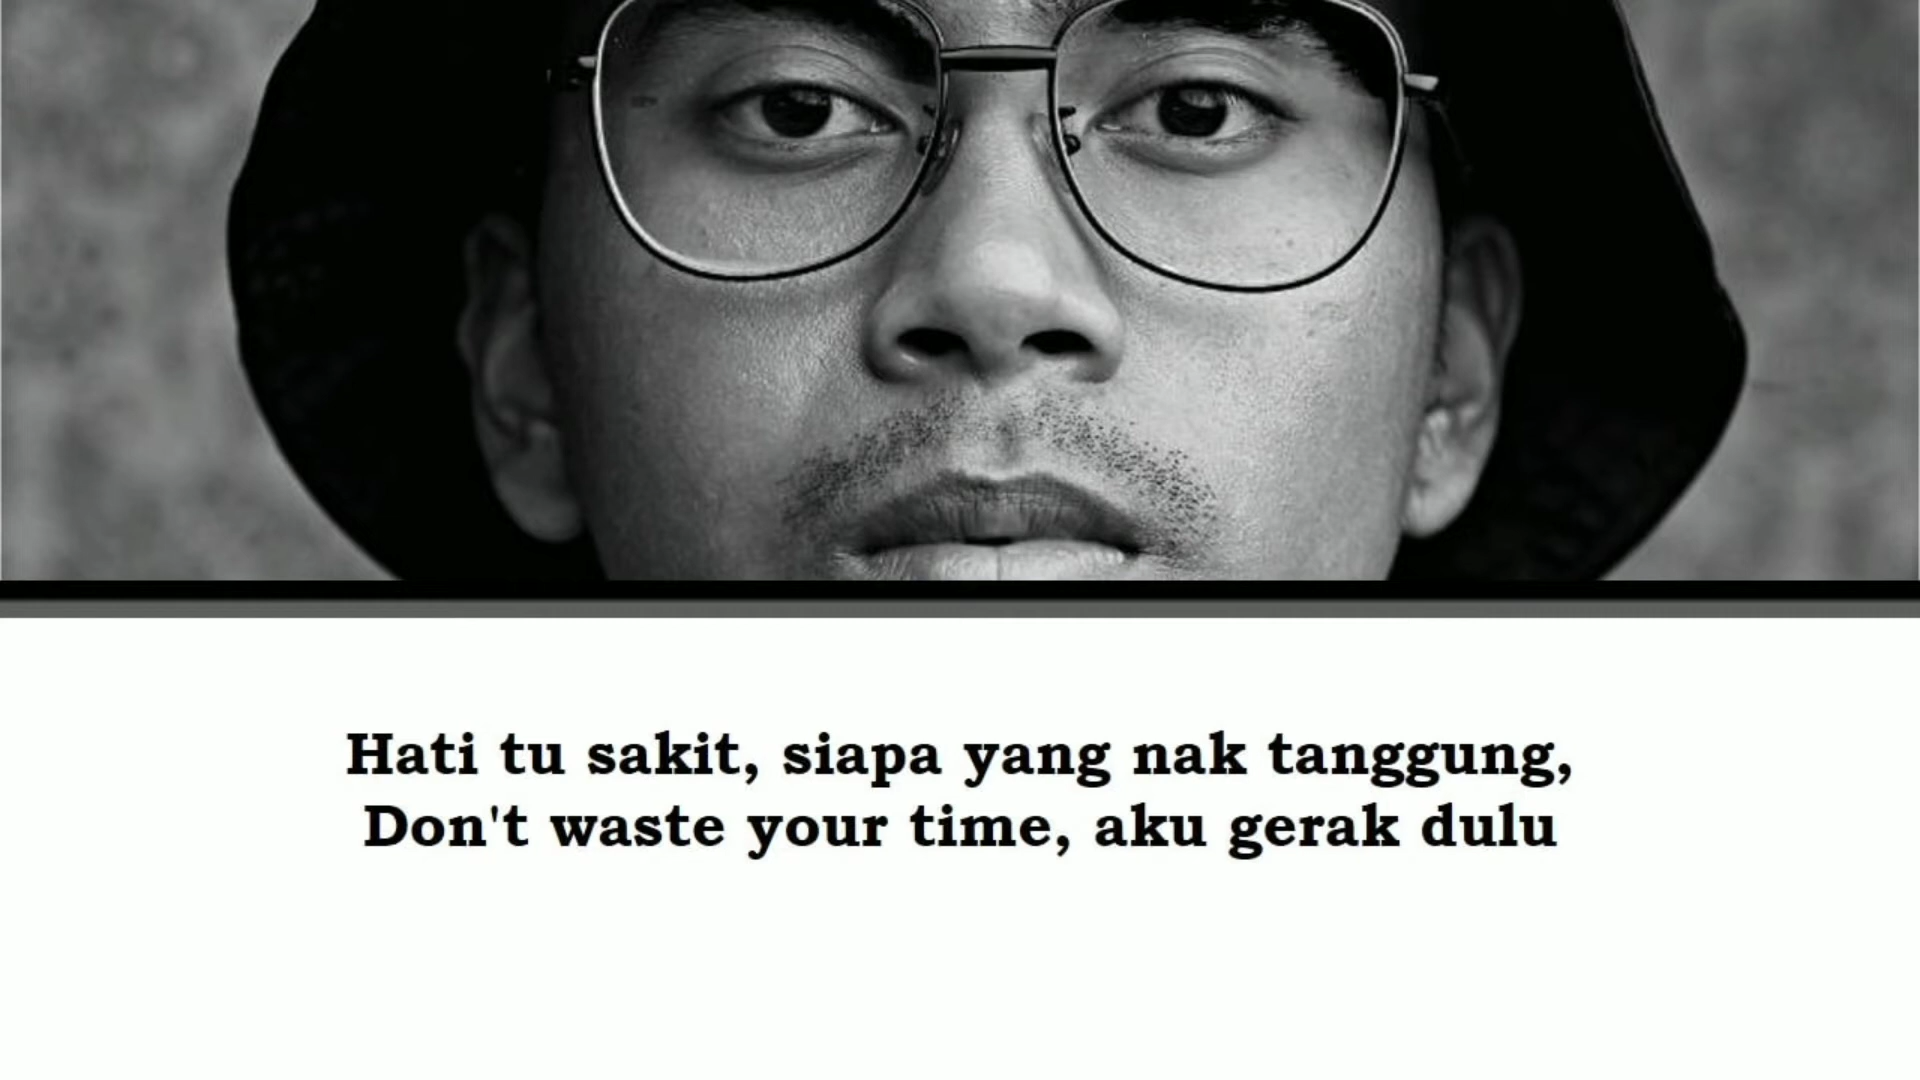 Hati tu sakit, siapa yang nak tanggung,
Don't waste your time, aku gerak dulu